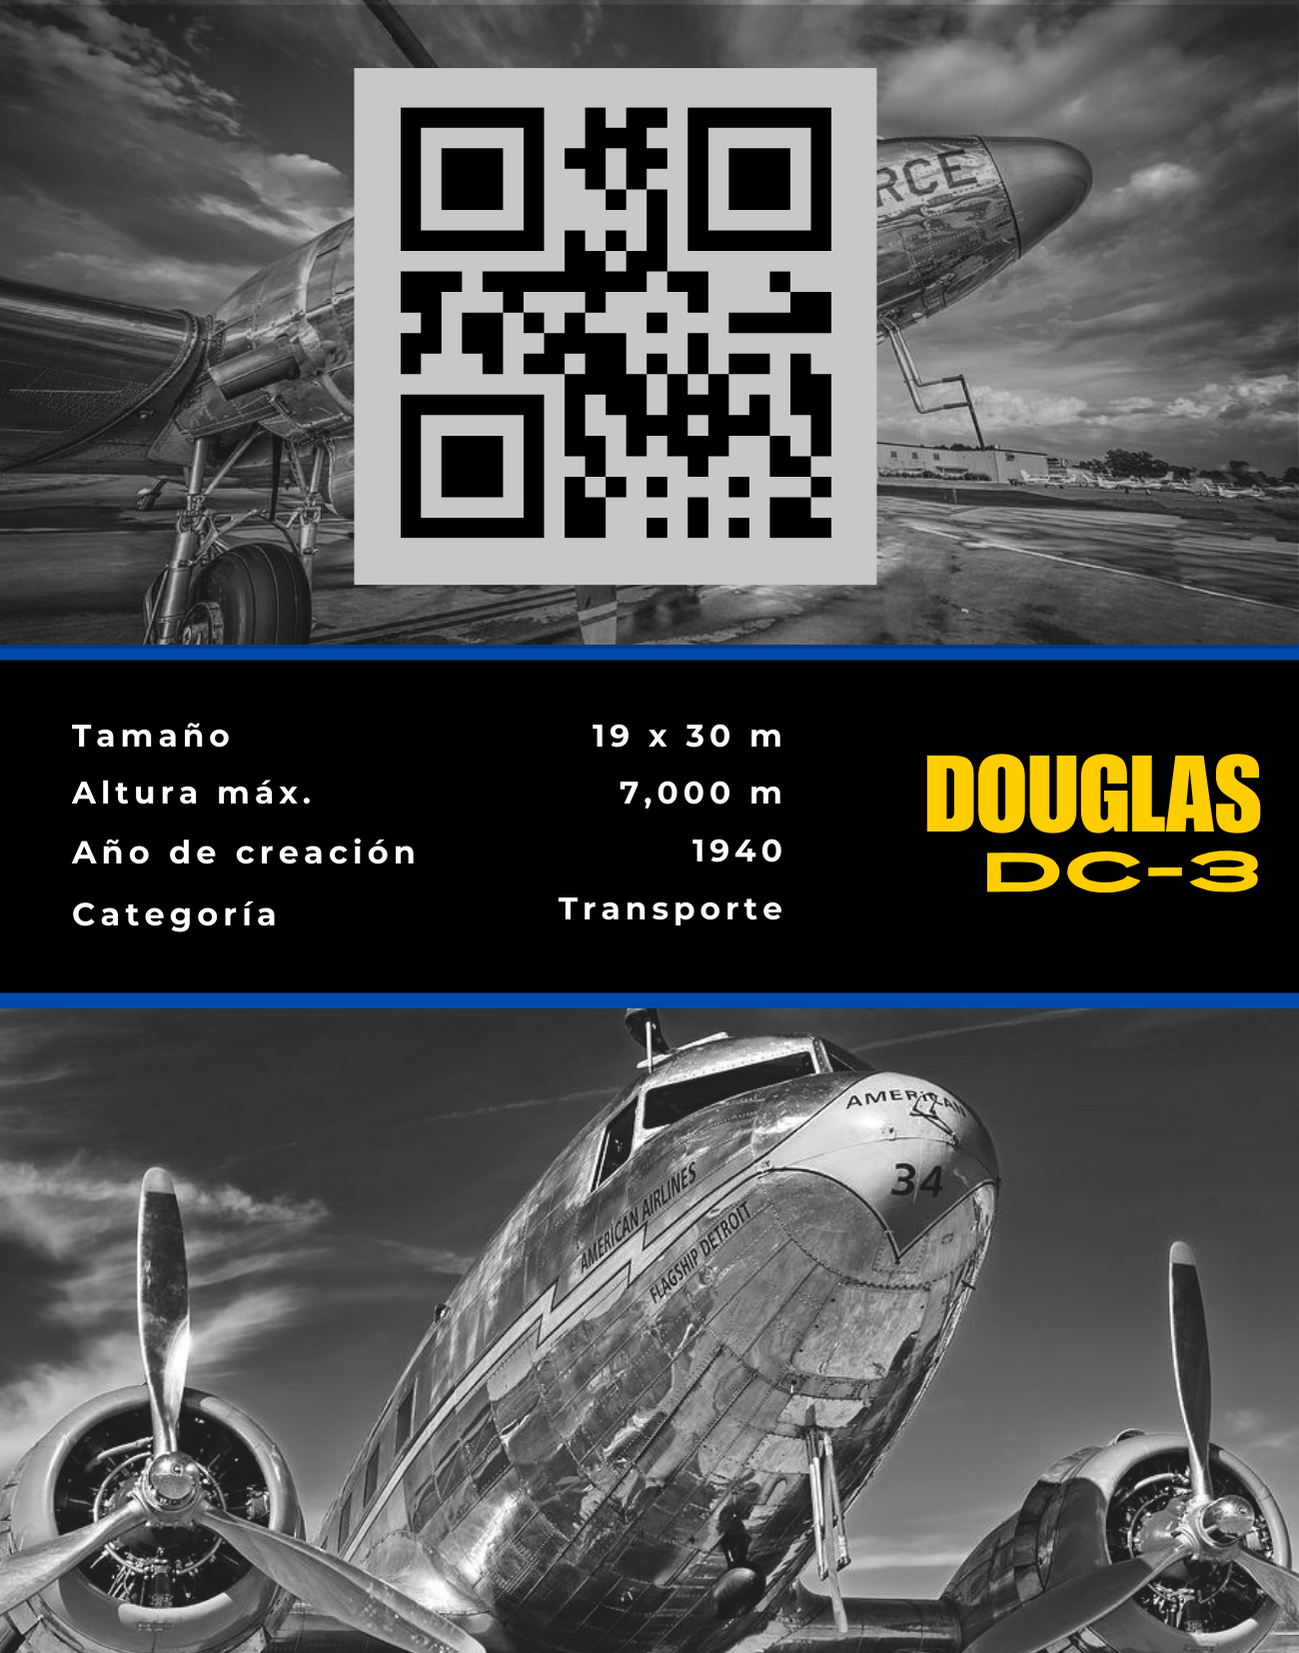 RCE
Tamaño 19 x 30 m
Altura máx. 7,000 m
Año de creación 1940
Categoría Transporte
DOUGLAS
DC-3
AMERICAN
34
AMERICAN AIRLINES
FLAGSHIP DETROIT